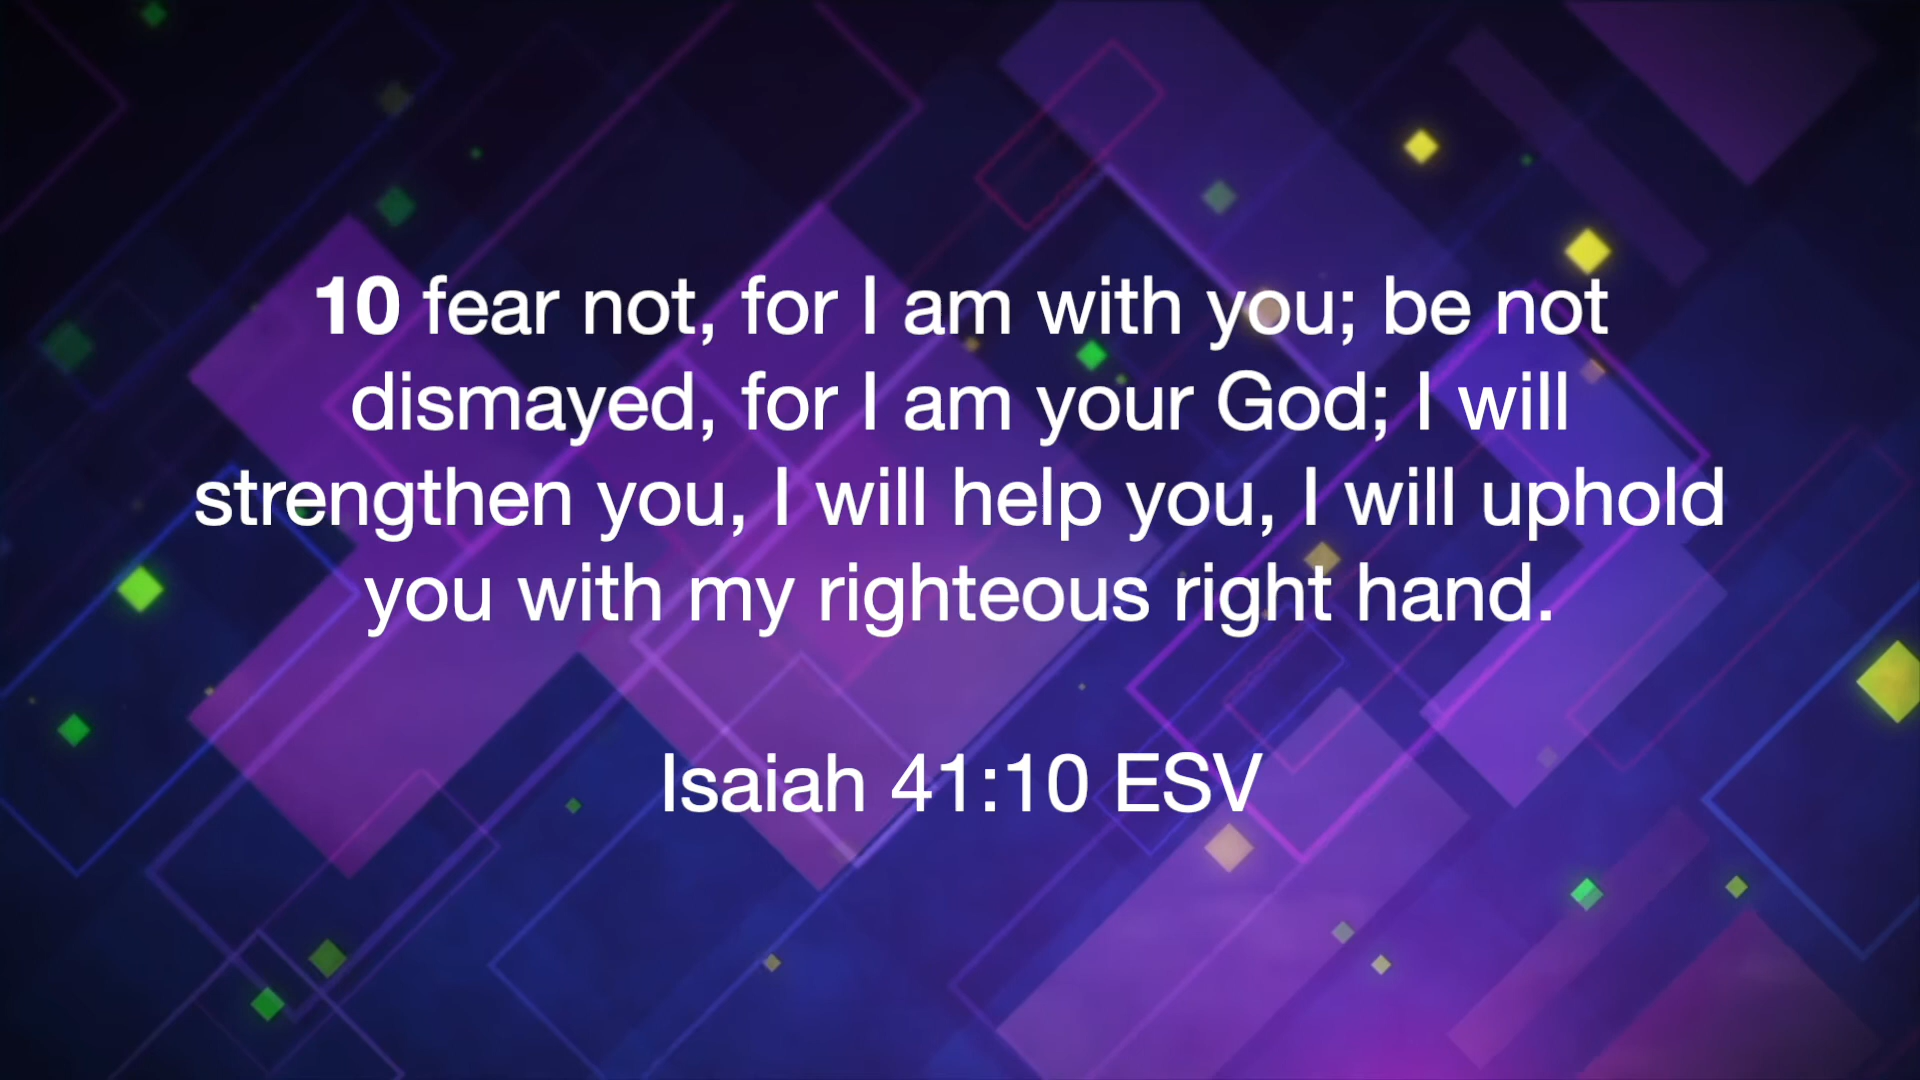 10 fear not, for I am with you; be not
dismayed, for I am your God; I will
strengthen you, I will help you, I will uphold
you with my righteous right hand.
Isaiah 41:10 ESV